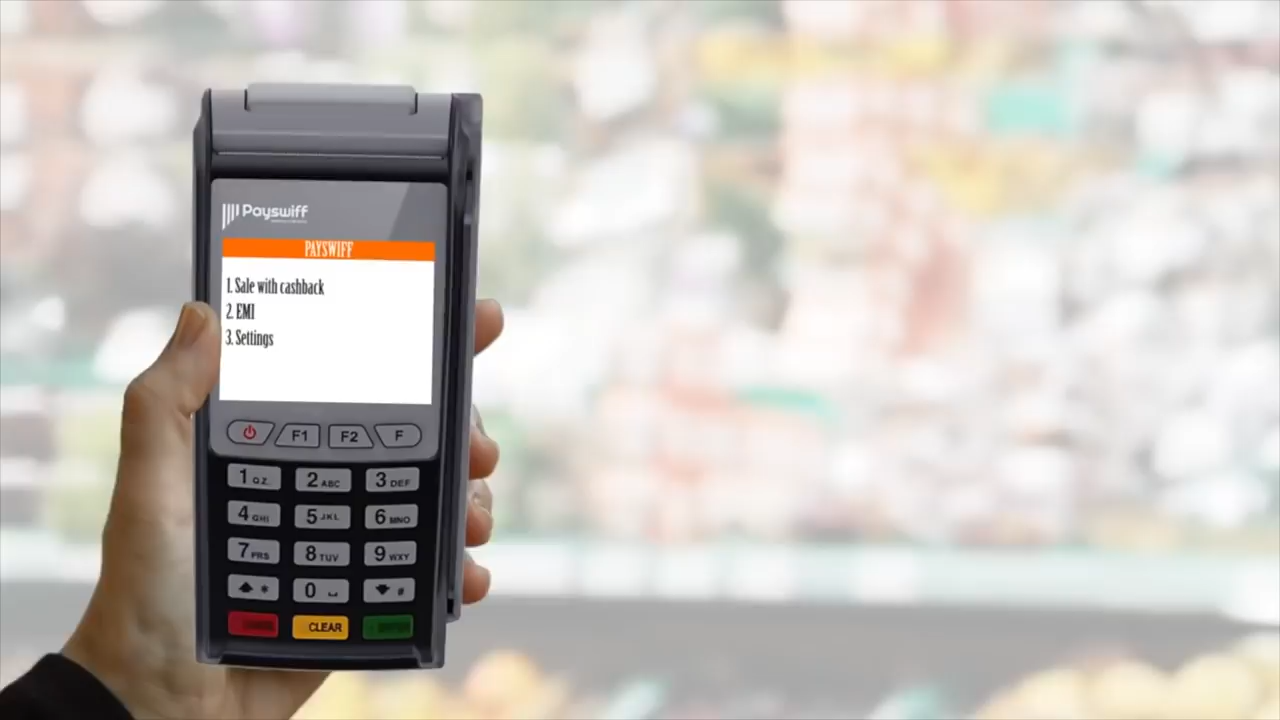 Payswiff
PAYSWIFF
1. Sale with cashback
2. EMI
3. Settings
F1 F2 F
1 QZ. 2 ABC 3 DEF
4 GHI 5 JKL 6 MNO
7 PRS 8 TUV 9 WXY
* 0 #
CLEAR